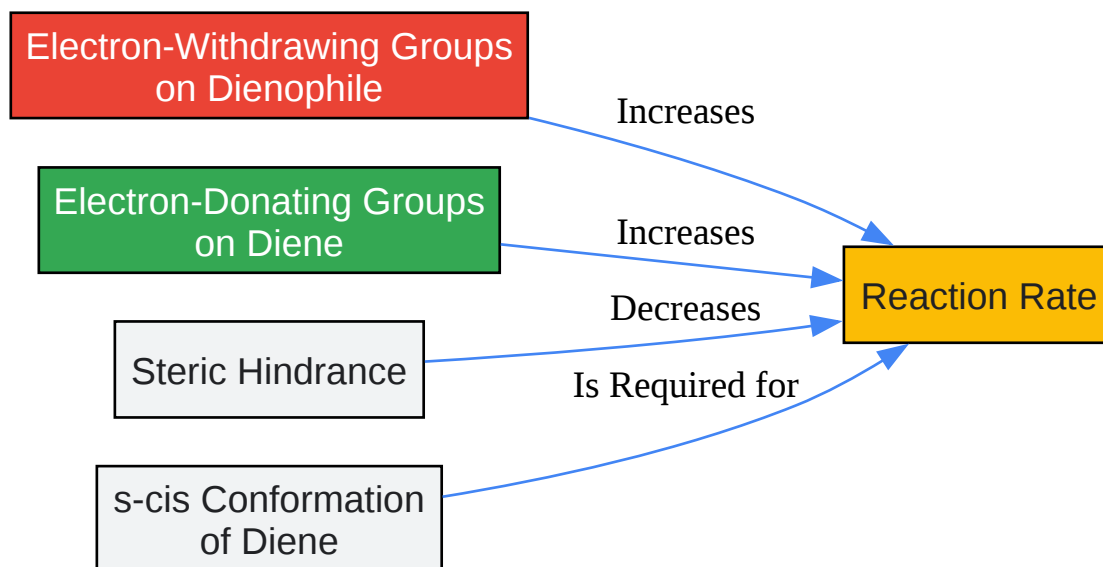 Electron-Withdrawing Groups
on Dienophile
Increases
Electron-Donating Groups
on Diene
Increases
Reaction Rate
Decreases
Steric Hindrance
Is Required for
s-cis Conformation
of Diene